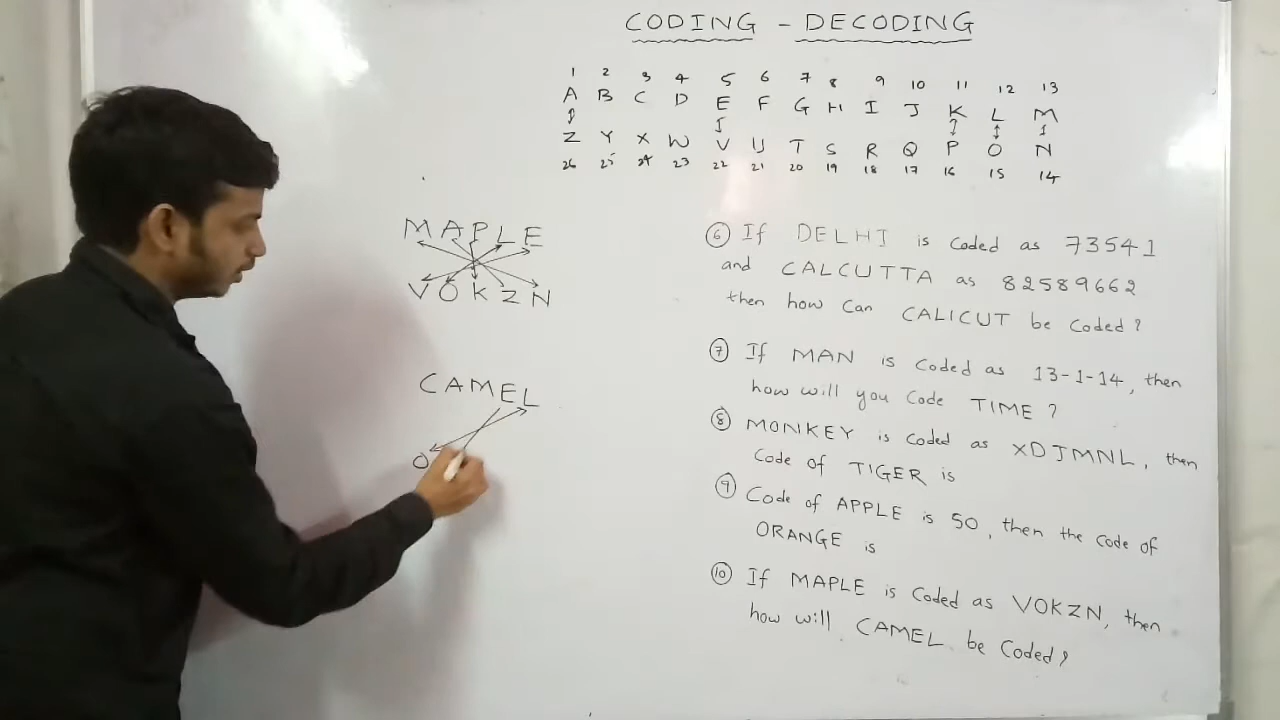 CODING - DECODING
1 2 3 4 5 6 7 8 9 10 11 12 13
A B C D E F G H I J K L M
Z Y X W V U T S R Q P O N
26 25 24 23 22 21 20 19 18 17 16 15 14
MAPLE
VOKZN
CAMEL
O
6 If DELHI is coded as 73541
and CALCUTTA as 82589662
then how can CALICUT be coded?
7 If MAN is coded as 13-1-14, then
how will you code TIME?
8 MONKEY is coded as XDJMNL, then
code of TIGER is
9 Code of APPLE is 50, then the code of
ORANGE is
10 If MAPLE is coded as VOKZN, then
how will CAMEL be coded?